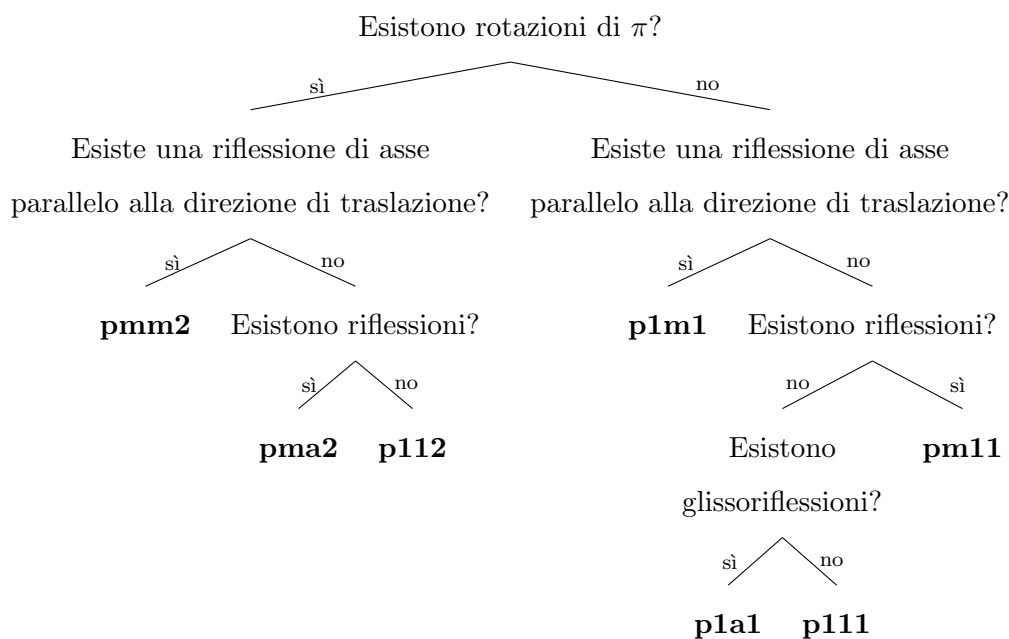 Esistono rotazioni di π?
sì no
Esiste una riflessione di asse Esiste una riflessione di asse
parallelo alla direzione di traslazione? parallelo alla direzione di traslazione?
sì no sì no
pmm2 Esistono riflessioni? p1m1 Esistono riflessioni?
sì no no sì
pma2 p112 Esistono pm11
glissoriflessioni?
sì no
p1a1 p111